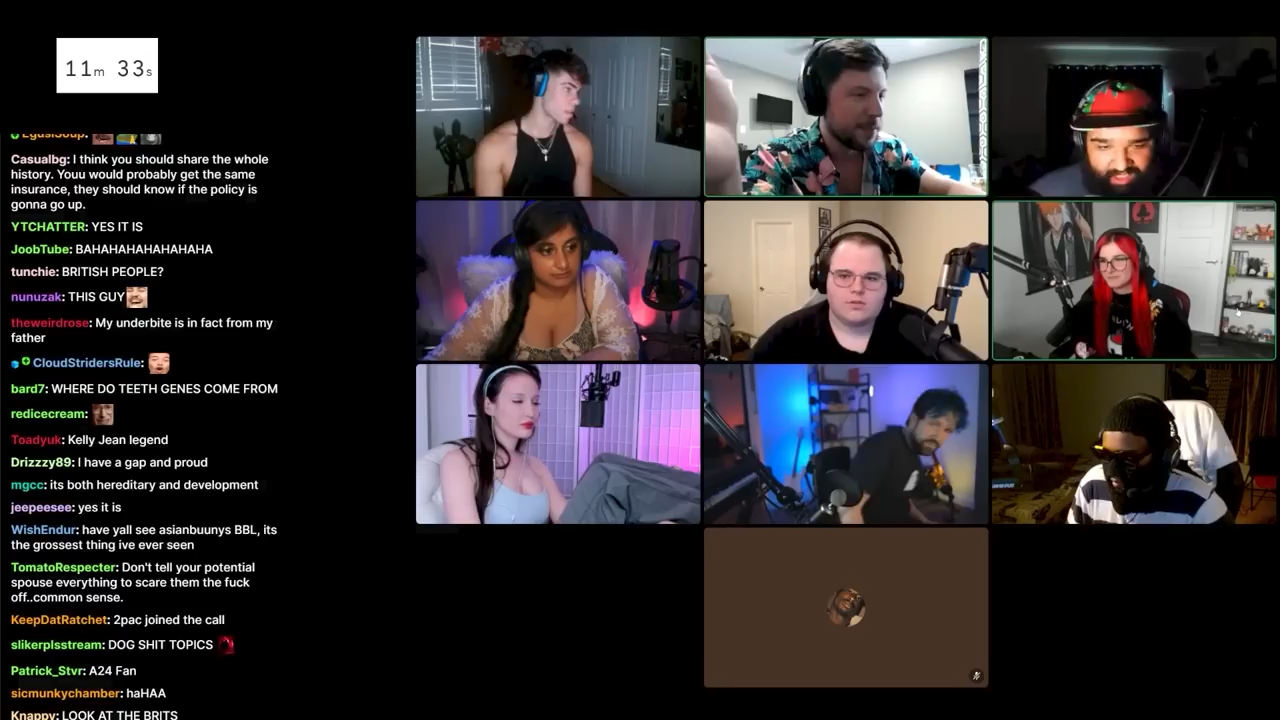 11m 33s
EgusiSoup:
Casualbg: I think you should share the whole
history. Youu would probably get the same
insurance, they should know if the policy is
gonna go up.
YTCHATTER: YES IT IS
JoobTube: BAHAHAHAHAHAHA
tunchie: BRITISH PEOPLE?
nunuzak: THIS GUY
theweirdrose: My underbite is in fact from my
father
CloudStridersRule:
bard7: WHERE DO TEETH GENES COME FROM
redicecream:
Toadyuk: Kelly Jean legend
Drizzzy89: I have a gap and proud
mgcc: its both hereditary and development
jeepeesee: yes it is
WishEndur: have yall see asianbuunys BBL, its
the grossest thing ive ever seen
TomatoRespecter: Don't tell your potential
spouse everything to scare them the fuck
off..common sense.
KeepDatRatchet: 2pac joined the call
slikerplsstream: DOG SHIT TOPICS
Patrick_Stvr: A24 Fan
sicmunkychamber: haHAA
Knappy: LOOK AT THE BRITS